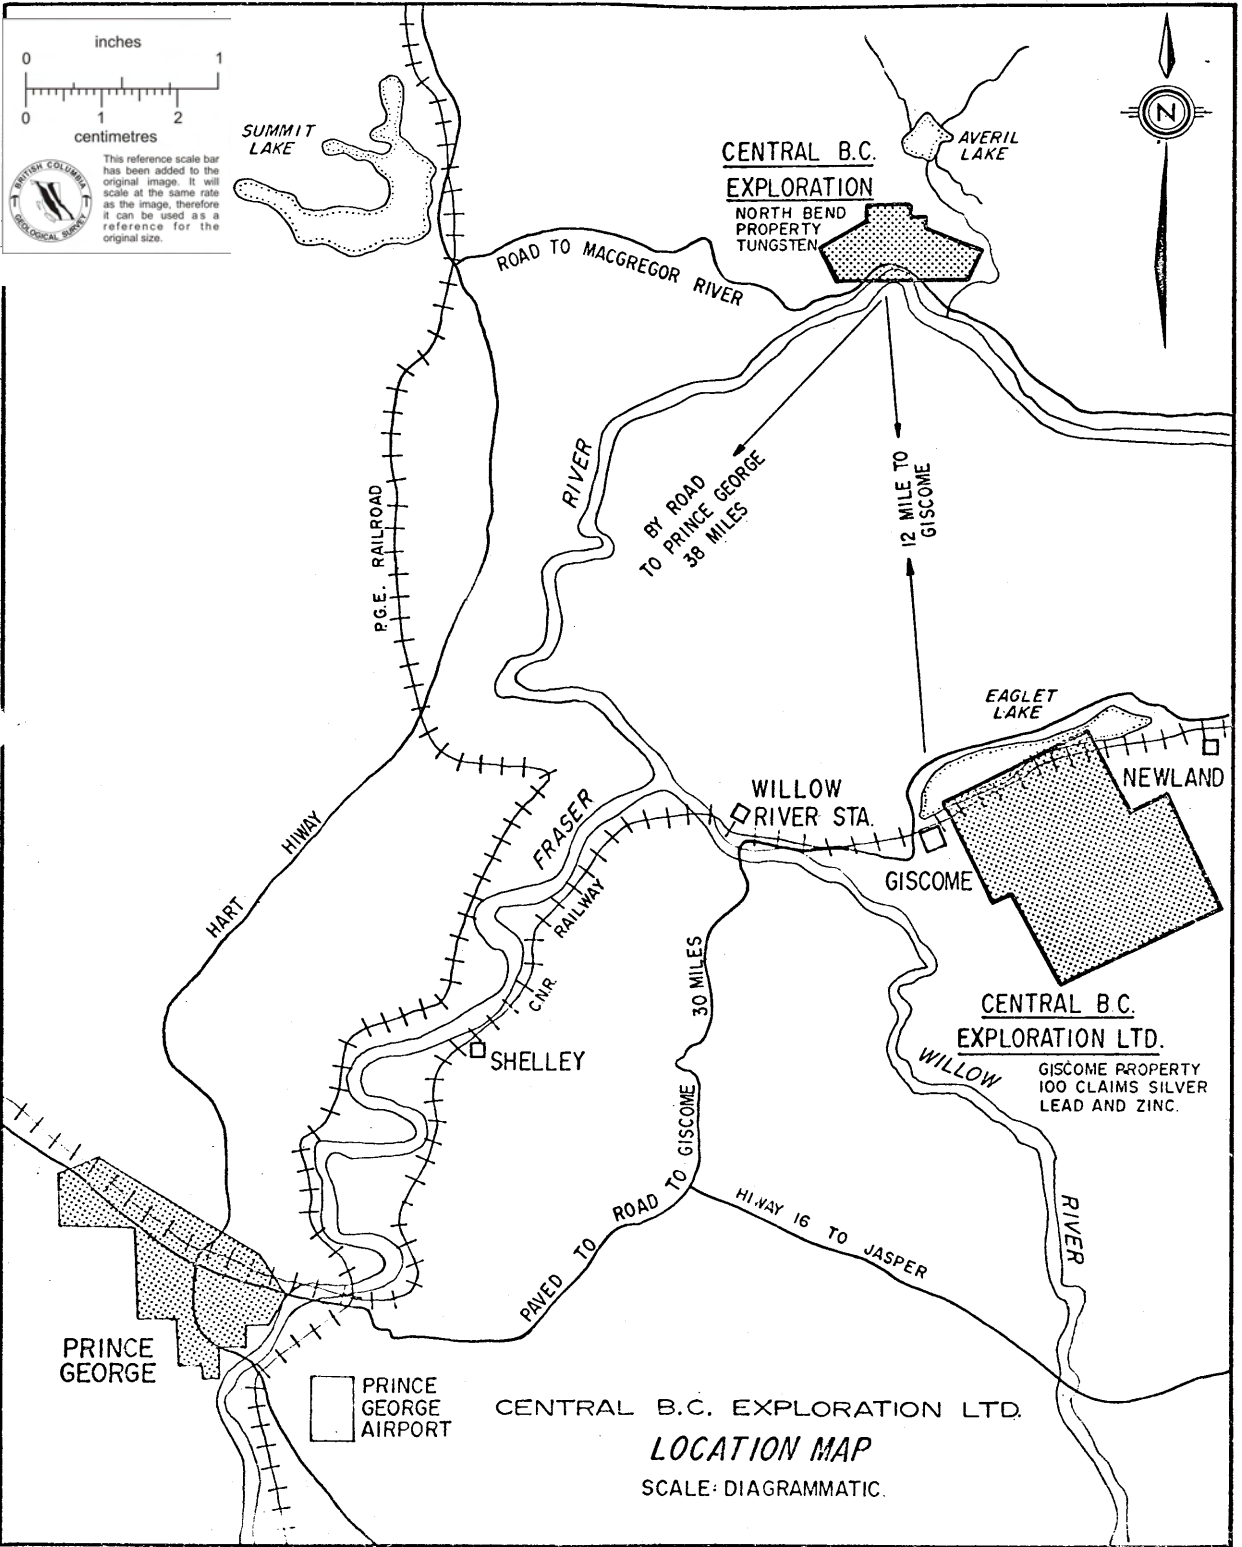 inches
0 1
0 1 2
centimetres
BRITISH COLUMBIA
GEOLOGICAL SURVEY
This reference scale bar
has been added to the
original image. It will
scale at the same rate
as the image, therefore
it can be used as a
reference for the
original size.
SUMMIT
LAKE
CENTRAL B.C.
EXPLORATION
NORTH BEND
PROPERTY
TUNGSTEN
AVERIL
LAKE
N
ROAD TO MACGREGOR RIVER
RIVER
BY ROAD
TO PRINCE GEORGE
38 MILES
12 MILE TO
GISCOME
P.G.E. RAILROAD
EAGLET
LAKE
NEWLAND
WILLOW
RIVER STA.
FRASER
HART HIWAY
GISCOME
C.N.R. RAILWAY
SHELLEY
30 MILES
CENTRAL B.C.
EXPLORATION LTD.
GISCOME PROPERTY
100 CLAIMS SILVER
LEAD AND ZINC.
WILLOW RIVER
PAVED TO ROAD TO GISCOME
HIWAY 16 TO JASPER
PRINCE
GEORGE
PRINCE
GEORGE
AIRPORT
CENTRAL B.C. EXPLORATION LTD.
LOCATION MAP
SCALE: DIAGRAMMATIC.